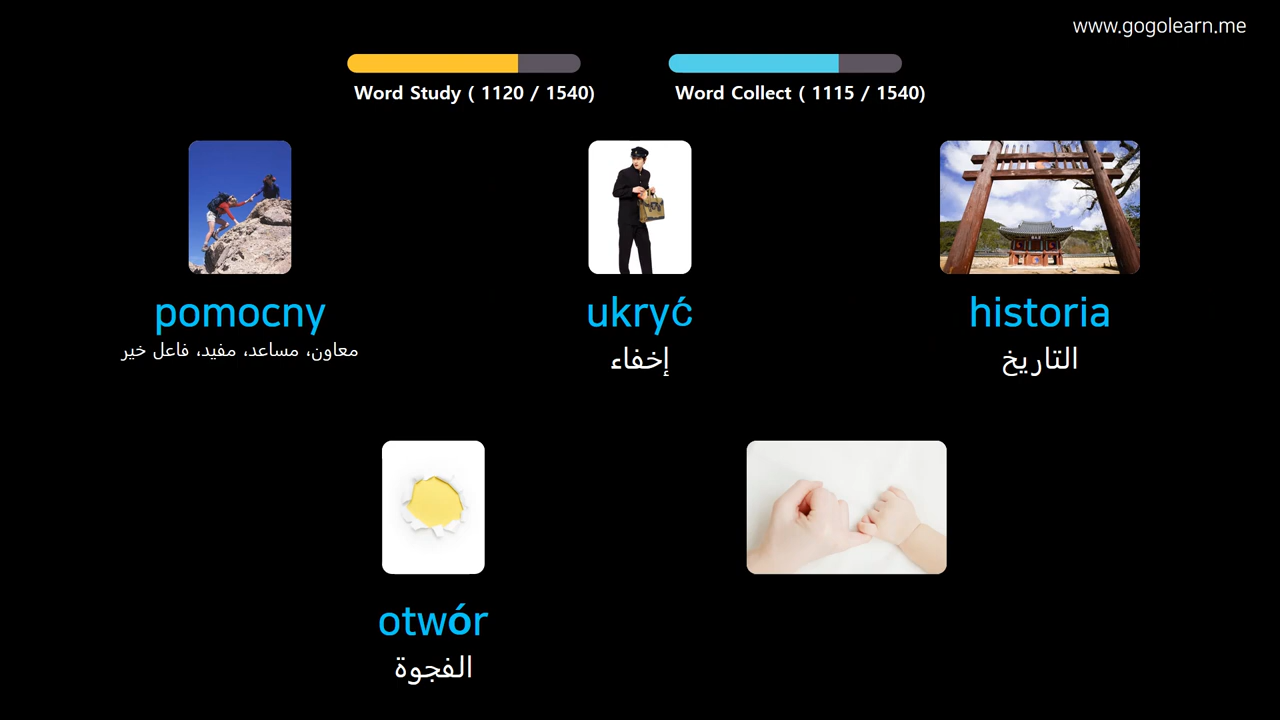 www.gogolearn.me
Word Study ( 1120 / 1540)
Word Collect ( 1115 / 1540)
pomocny
معاون، مساعد، مفيد، فاعل خير
ukryć
إخفاء
historia
التاريخ
otwór
الفجوة